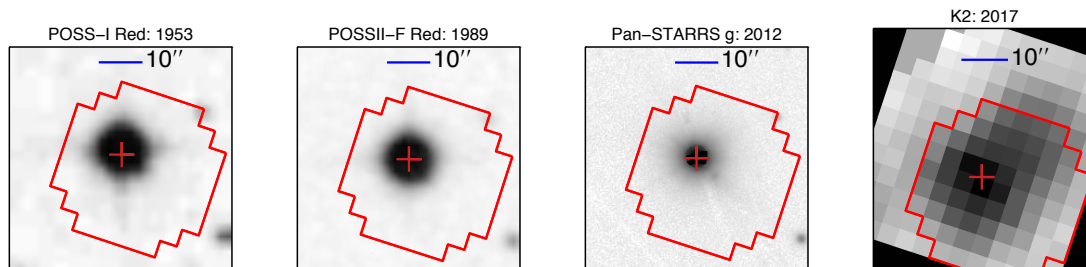 POSS-I Red: 1953
10''
POSSII-F Red: 1989
10''
Pan-STARRS g: 2012
10''
K2: 2017
10''